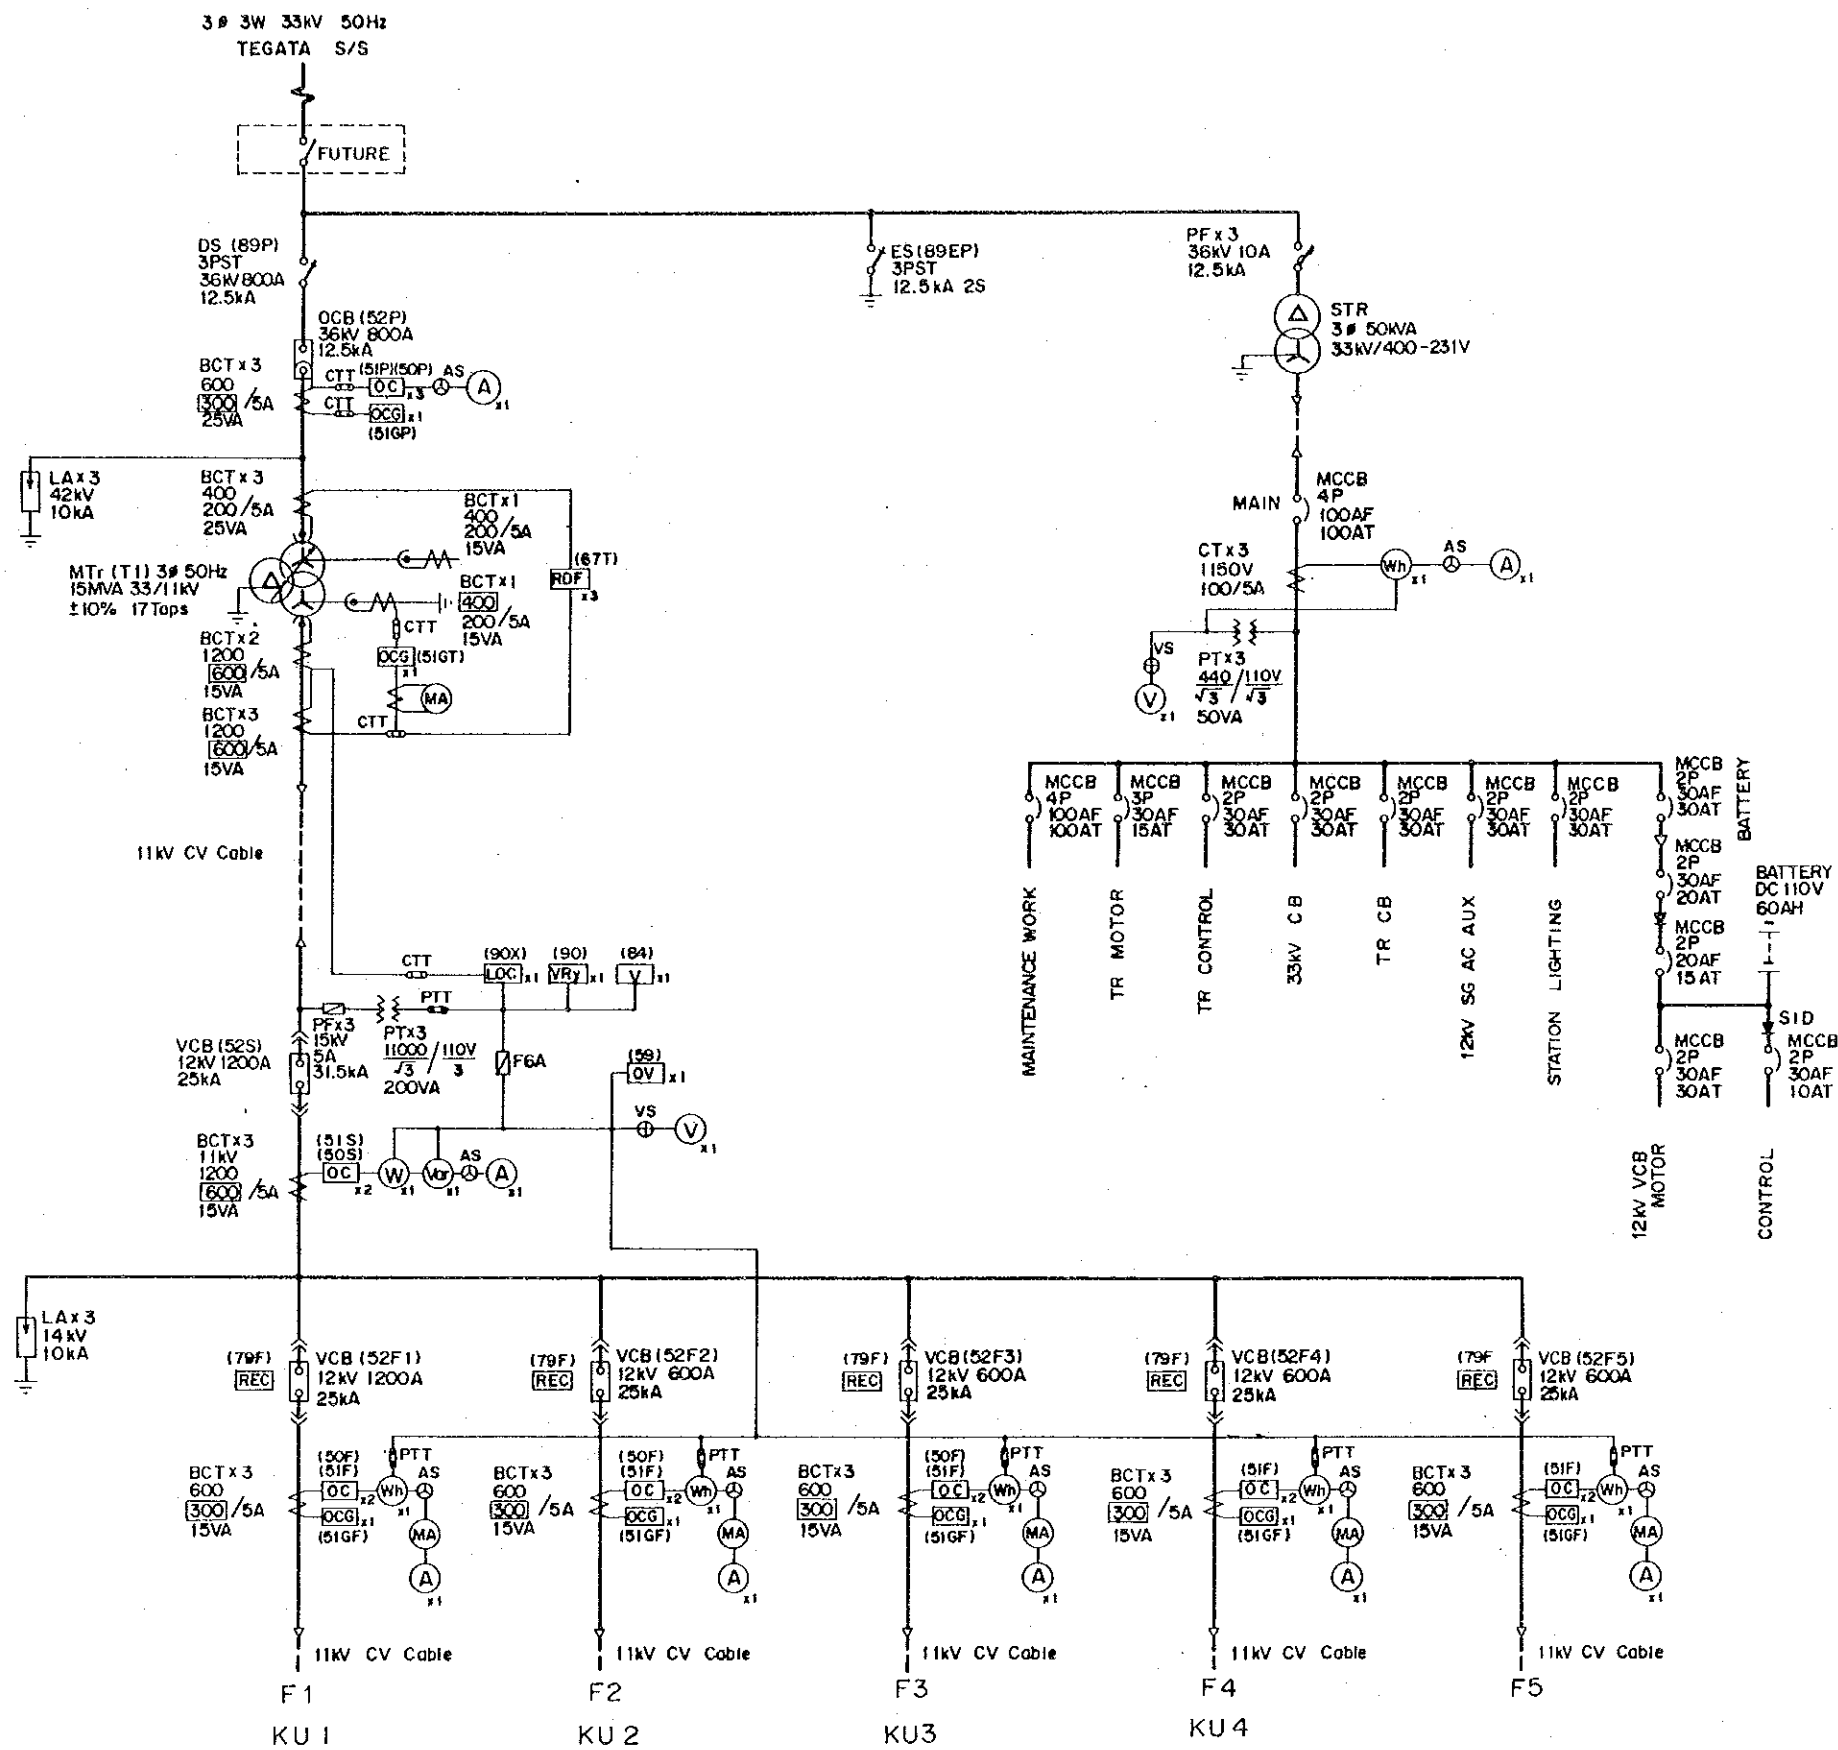 3ø 3W 33kV 50Hz
TEGATA S/S
FUTURE
DS (89P)
3PST
36kV 800A
12.5kA
OCB (52P)
36kV 800A
12.5kA
BCT x 3
600
300 /5A
25VA
CTT
(51P)(50P)
AS
OC
x3
A
x1
CTT
OCG x1
(51GP)
ES (89EP)
3PST
12.5kA 2S
PF x 3
36kV 10A
12.5kA
STR
3ø 50kVA
33kV/400-231V
LA x 3
42kV
10kA
BCT x 3
400
200/5A
25VA
BCT x1
400
200/5A
15VA
(67T)
RDF
x3
MTr (T1) 3ø 50Hz
15MVA 33/11kV
±10% 17Taps
BCT x1
400
200/5A
15VA
CTT
OCG (51GT)
x1
MA
CTT
BCT x2
1200
600 /5A
15VA
BCT x3
1200
600 /5A
15VA
11kV CV Cable
MAIN
MCCB
4P
100AF
100AT
CT x 3
1150V
100/5A
Wh
x1
AS
A
x1
VS
V
x1
PT x 3
440/√3 / 110V/√3
50VA
MCCB
4P
100AF
100AT
MAINTENANCE WORK
MCCB
3P
30AF
15AT
TR MOTOR
MCCB
2P
30AF
30AT
TR CONTROL
MCCB
2P
30AF
30AT
33kV CB
MCCB
2P
30AF
30AT
TR CB
MCCB
2P
30AF
30AT
12kV SG AC AUX
MCCB
2P
30AF
30AT
STATION LIGHTING
MCCB
2P
30AF
30AT
BATTERY
MCCB
2P
30AF
20AT
BATTERY
DC 110V
60AH
MCCB
2P
20AF
15AT
SID
MCCB
2P
30AF
30AT
12kV VCB
MOTOR
MCCB
2P
30AF
10AT
CONTROL
CTT
(90X)
LOC x1
(90)
VRy x1
(84)
V x1
PF x 3
15kV
5A
31.5kA
PTT
PT x 3
11000/√3 / 110V/3
200VA
F6A
(59)
OV x1
VCB (52S)
12kV 1200A
25kA
VS
V
x1
BCT x 3
11kV
1200
600 /5A
15VA
(51S)
(50S)
OC
x2
W
x1
Var
x1
AS
A
x1
LA x 3
14kV
10kA
(79F)
REC
VCB (52F1)
12kV 1200A
25kA
(79F)
REC
VCB (52F2)
12kV 600A
25kA
(79F)
REC
VCB (52F3)
12kV 600A
25kA
(79F)
REC
VCB (52F4)
12kV 600A
25kA
(79F
REC
VCB (52F5)
12kV 600A
25kA
BCT x 3
600
300 /5A
15VA
(50F)
(51F)
OC
x2
OCG x1
(51GF)
PTT
Wh
x1
AS
MA
A
x1
BCT x 3
600
300 /5A
15VA
(50F)
(51F)
OC
x2
OCG x1
(51GF)
PTT
Wh
x1
AS
MA
A
x1
BCT x 3
600
300 /5A
15VA
(50F)
(51F)
OC
x2
OCG x1
(51GF)
PTT
Wh
x1
AS
MA
A
x1
BCT x 3
600
300 /5A
15VA
(51F)
OC
x2
OCG x1
(51GF)
PTT
Wh
x1
AS
MA
A
x1
BCT x 3
600
300 /5A
15VA
(51F)
OC
x2
OCG x1
(51GF)
PTT
Wh
x1
AS
MA
A
x1
11kV CV Cable
11kV CV Cable
11kV CV Cable
11kV CV Cable
11kV CV Cable
F1
F2
F3
F4
F5
KU 1
KU 2
KU3
KU 4